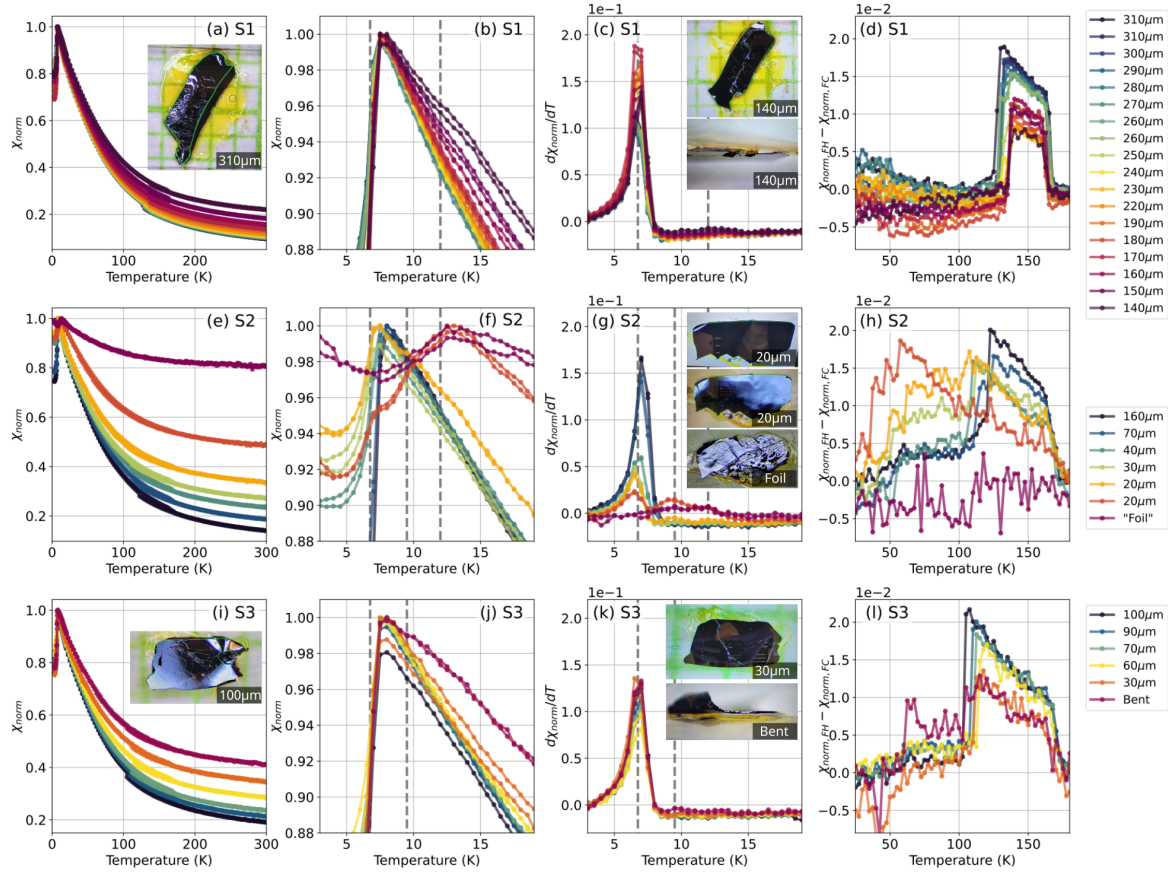 (a) S1
310μm
χnorm
1.0
0.8
0.6
0.4
0.2
0
100
200
300
Temperature (K)
(b) S1
χnorm
1.00
0.98
0.96
0.94
0.92
0.90
0.88
5
10
15
Temperature (K)
1e−1
(c) S1
140μm
140μm
dχnorm/dT
2.0
1.5
1.0
0.5
0.0
5
10
15
Temperature (K)
1e−2
(d) S1
χnorm,FH − χnorm,FC
2.0
1.5
1.0
0.5
0.0
−0.5
50
100
150
Temperature (K)
310μm
310μm
300μm
290μm
280μm
270μm
260μm
260μm
250μm
240μm
230μm
220μm
190μm
180μm
170μm
160μm
150μm
140μm
(e) S2
χnorm
1.0
0.8
0.6
0.4
0.2
0
100
200
300
Temperature (K)
(f) S2
χnorm
1.00
0.98
0.96
0.94
0.92
0.90
0.88
5
10
15
Temperature (K)
1e−1
(g) S2
20μm
20μm
Foil
dχnorm/dT
2.0
1.5
1.0
0.5
0.0
5
10
15
Temperature (K)
1e−2
(h) S2
χnorm,FH − χnorm,FC
2.0
1.5
1.0
0.5
0.0
−0.5
50
100
150
Temperature (K)
160μm
70μm
40μm
30μm
20μm
20μm
"Foil"
(i) S3
100μm
χnorm
1.0
0.8
0.6
0.4
0.2
0
100
200
300
Temperature (K)
(j) S3
χnorm
1.00
0.98
0.96
0.94
0.92
0.90
0.88
5
10
15
Temperature (K)
1e−1
(k) S3
30μm
Bent
dχnorm/dT
2.0
1.5
1.0
0.5
0.0
5
10
15
Temperature (K)
1e−2
(l) S3
χnorm,FH − χnorm,FC
2.0
1.5
1.0
0.5
0.0
−0.5
50
100
150
Temperature (K)
100μm
90μm
70μm
60μm
30μm
Bent